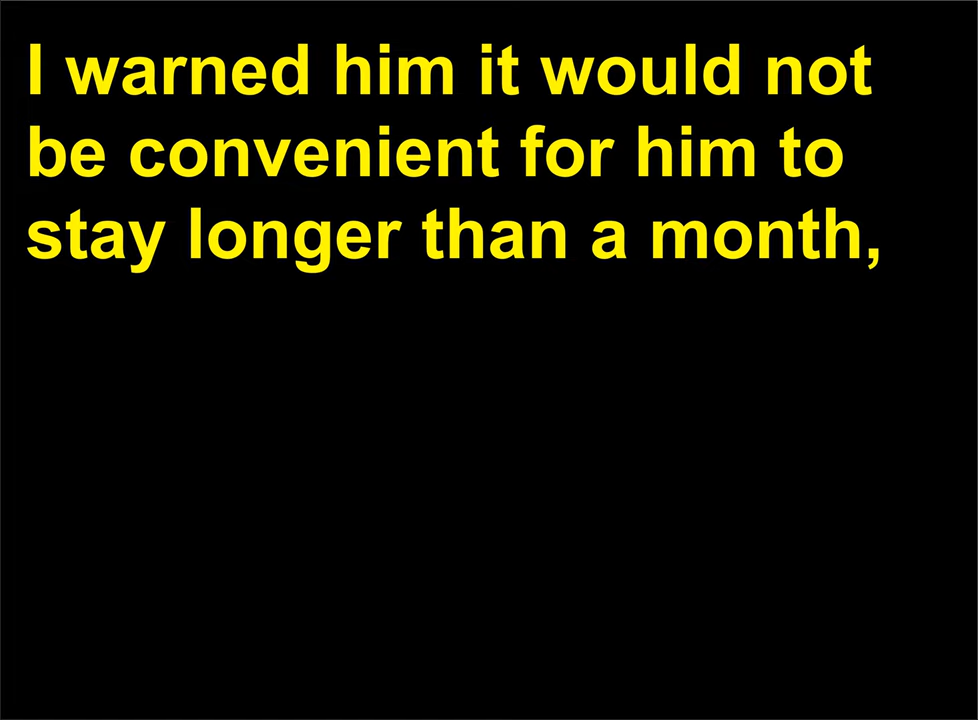 I warned him it would not
be convenient for him to
stay longer than a month,